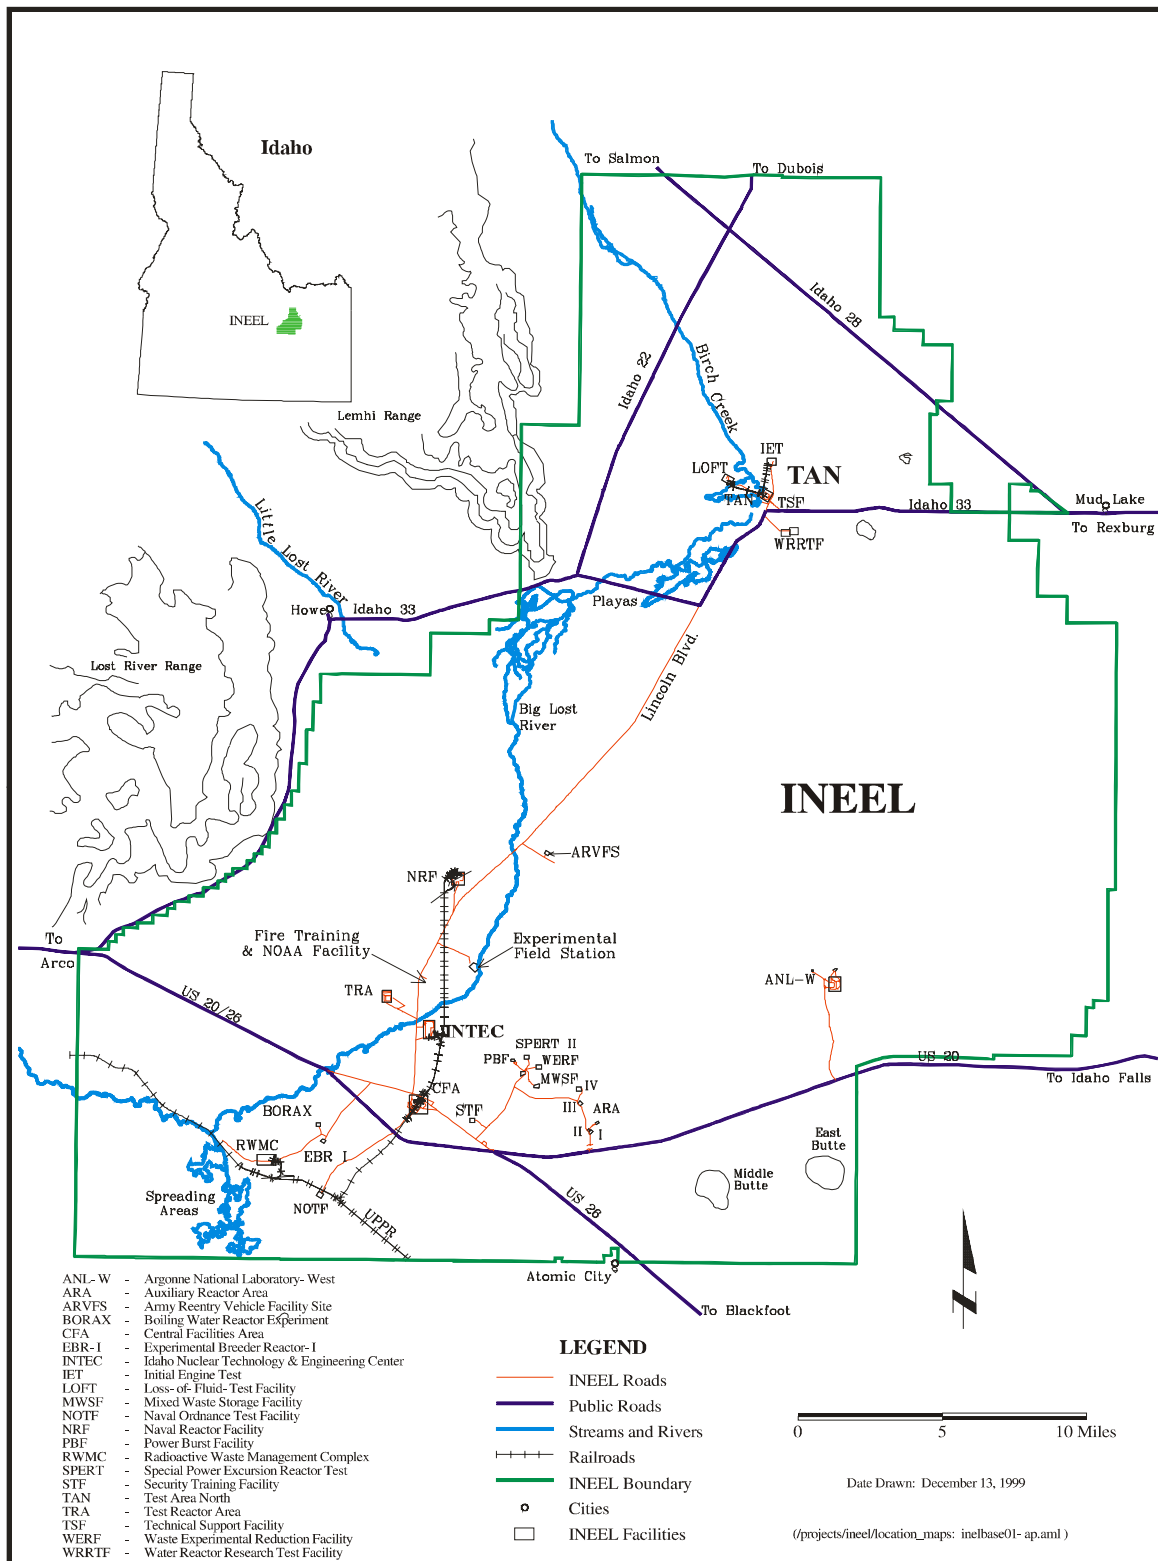 Idaho
INEEL
To Salmon
To Dubois
Idaho 28
Idaho 22
Birch Creek
Lemhi Range
IET
LOFT
TAN
TAN
TSF
Idaho 33
Mud Lake
To Rexburg
WRRTF
Little Lost River
Howe
Idaho 33
Playas
Lincoln Blvd.
Lost River Range
Big Lost
River
INEEL
ARVFS
NRF
To
Arco
Fire Training
& NOAA Facility
Experimental
Field Station
ANL-W
TRA
US 20/26
INTEC
SPERT II
PBF
WERF
MWSF
IV
III
ARA
II
I
US 20
To Idaho Falls
CFA
STF
BORAX
RWMC
EBR I
NOTF
Spreading
Areas
UPPR
US 26
Middle
Butte
East
Butte
Atomic City
To Blackfoot
N
ANL-W - Argonne National Laboratory-West
ARA - Auxiliary Reactor Area
ARVFS - Army Reentry Vehicle Facility Site
BORAX - Boiling Water Reactor Experiment
CFA - Central Facilities Area
EBR-I - Experimental Breeder Reactor-I
INTEC - Idaho Nuclear Technology & Engineering Center
IET - Initial Engine Test
LOFT - Loss-of-Fluid-Test Facility
MWSF - Mixed Waste Storage Facility
NOTF - Naval Ordnance Test Facility
NRF - Naval Reactor Facility
PBF - Power Burst Facility
RWMC - Radioactive Waste Management Complex
SPERT - Special Power Excursion Reactor Test
STF - Security Training Facility
TAN - Test Area North
TRA - Test Reactor Area
TSF - Technical Support Facility
WERF - Waste Experimental Reduction Facility
WRRTF - Water Reactor Research Test Facility
LEGEND
INEEL Roads
Public Roads
Streams and Rivers
Railroads
INEEL Boundary
Cities
INEEL Facilities
0 5 10 Miles
Date Drawn: December 13, 1999
(/projects/ineel/location_maps: inelbase01-ap.aml )